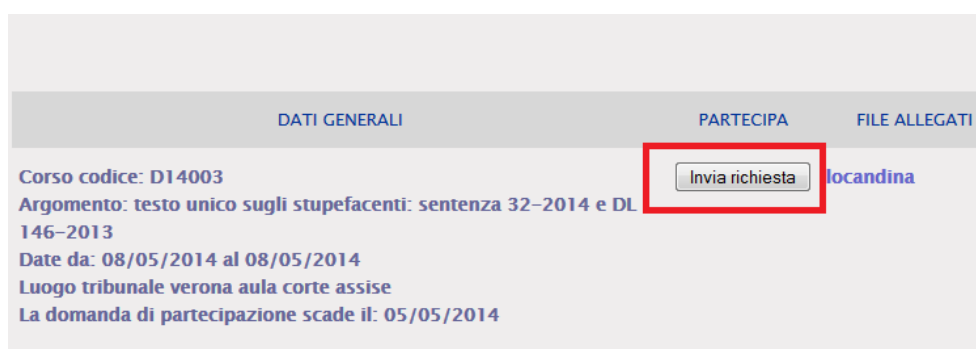 DATI GENERALI PARTECIPA FILE ALLEGATI
Corso codice: D14003 Invia richiesta locandina
Argomento: testo unico sugli stupefacenti: sentenza 32-2014 e DL
146-2013
Date da: 08/05/2014 al 08/05/2014
Luogo tribunale verona aula corte assise
La domanda di partecipazione scade il: 05/05/2014